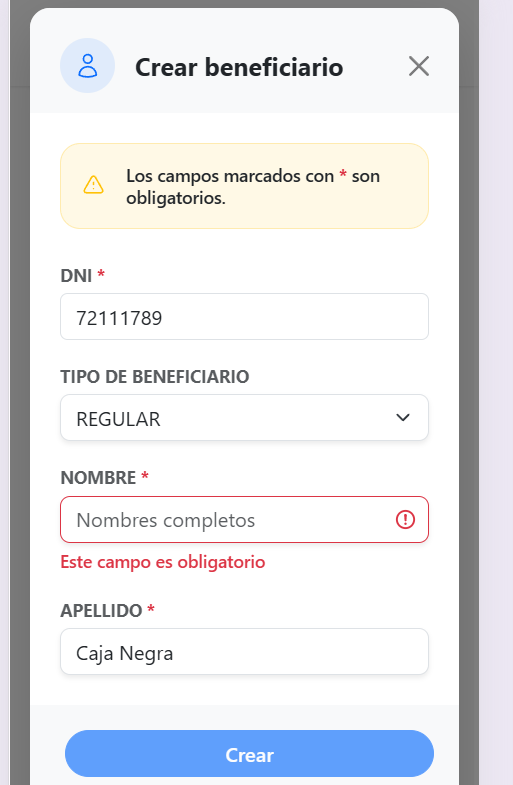 Crear beneficiario
Los campos marcados con * son
obligatorios.
DNI *
72111789
TIPO DE BENEFICIARIO
REGULAR
NOMBRE *
Nombres completos
Este campo es obligatorio
APELLIDO *
Caja Negra
Crear